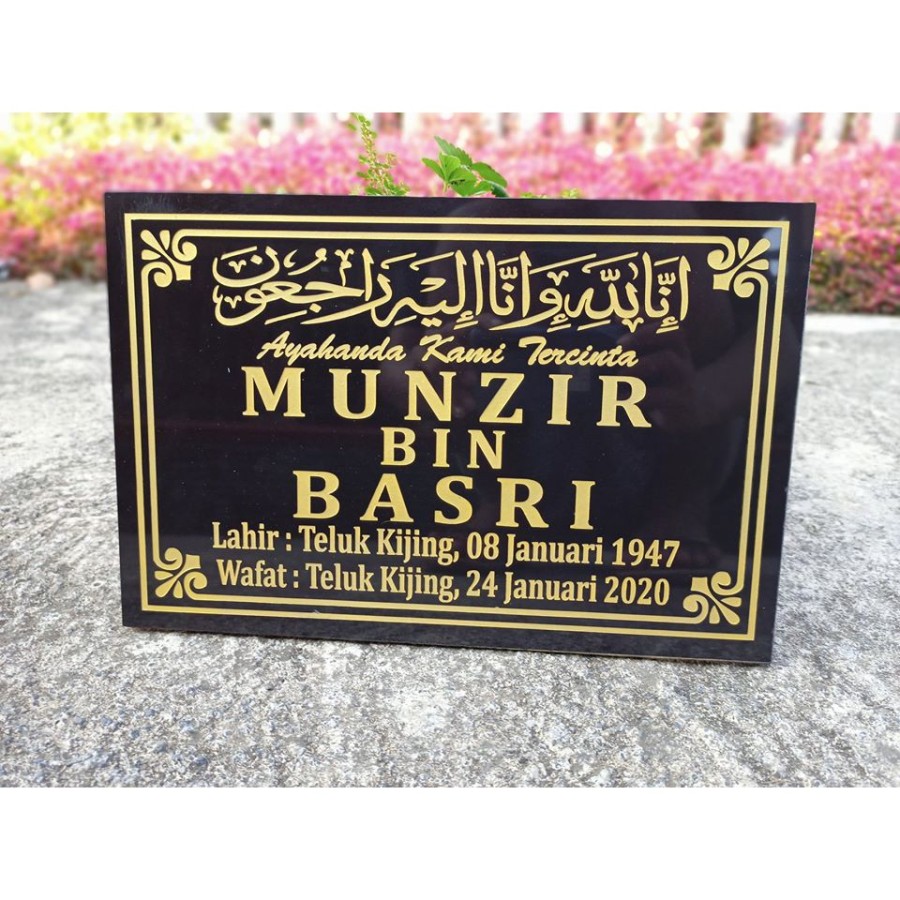 إِنَّا لِلَّهِ وَإِنَّا إِلَيْهِ رَاجِعُونَ
Ayahanda Kami Tercinta
MUNZIR
BIN
BASRI
Lahir : Teluk Kijing, 08 Januari 1947
Wafat : Teluk Kijing, 24 Januari 2020